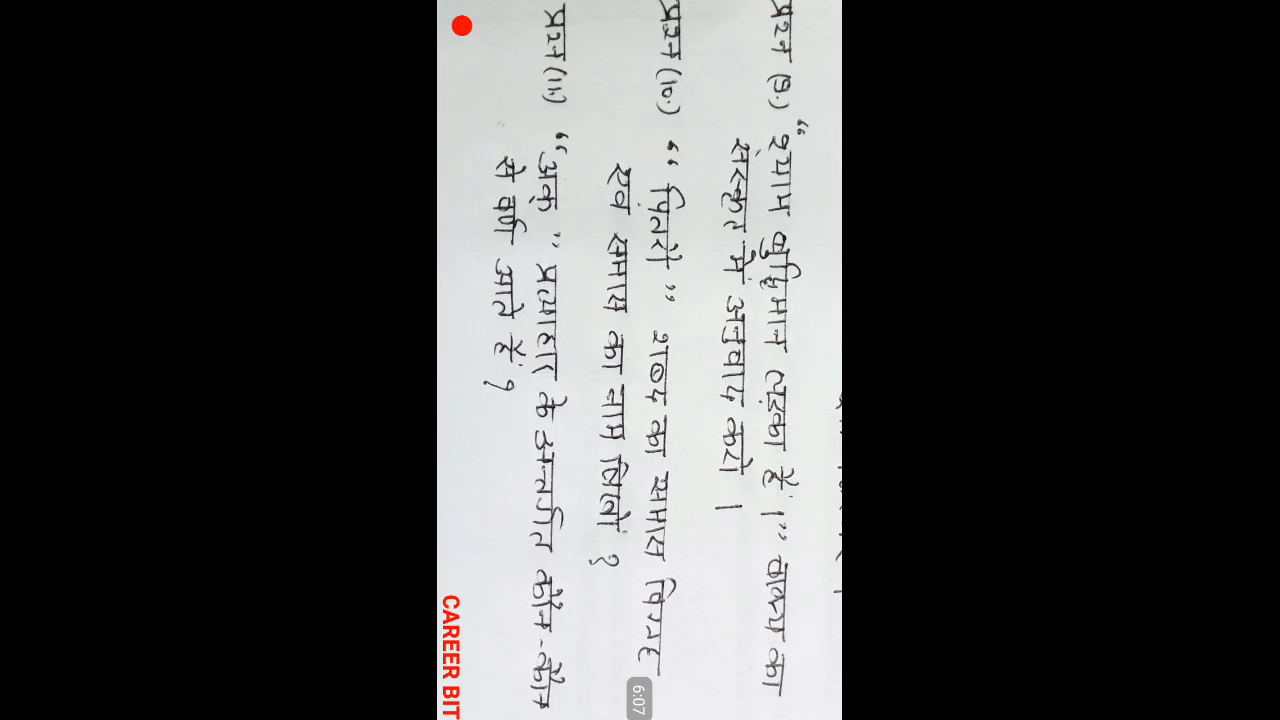 प्रश्न (9.) "श्याम बुद्धिमान लड़का हैं।" वाक्य का
संस्कृत में अनुवाद करो।
प्रश्न (10.) "पितरौ" शब्द का समास विग्रह
एवं समास का नाम लिखों ?
प्रश्न (11.) "अक्" प्रत्याहार के अन्तर्गत कौन-कौन
से वर्ण आते हैं ?
6:07
CAREER BIT